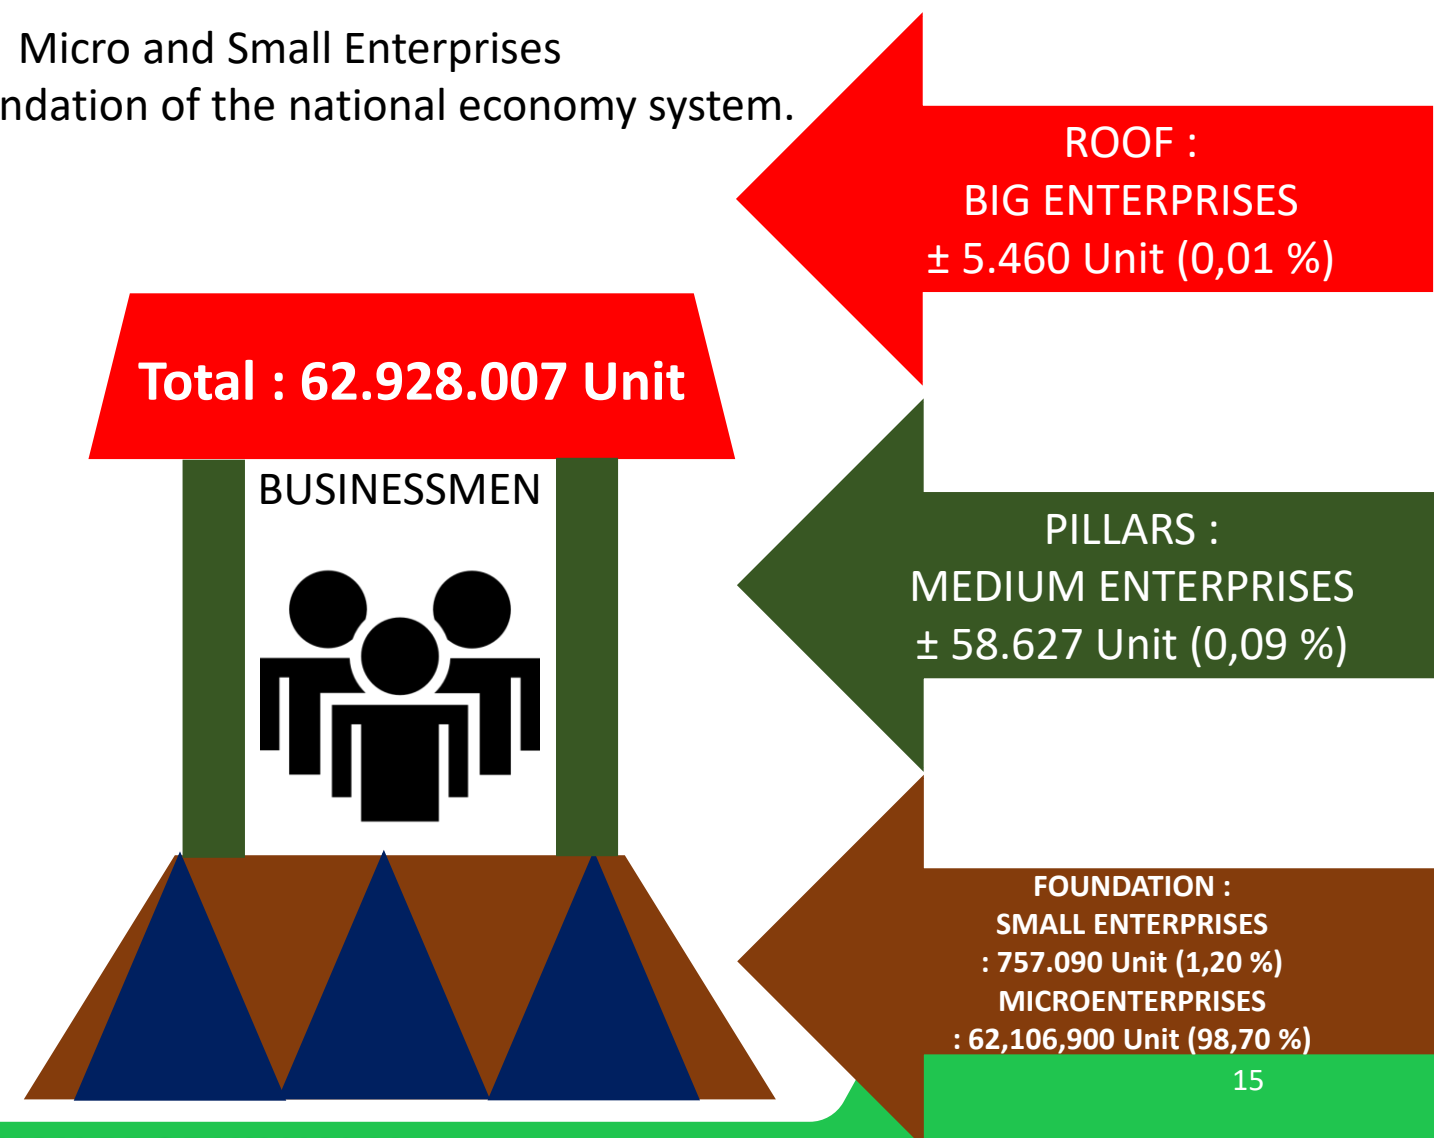 Micro and Small Enterprises
ndation of the national economy system.
ROOF :
BIG ENTERPRISES
± 5.460 Unit (0,01 %)
Total : 62.928.007 Unit
BUSINESSMEN
PILLARS :
MEDIUM ENTERPRISES
± 58.627 Unit (0,09 %)
FOUNDATION :
SMALL ENTERPRISES
: 757.090 Unit (1,20 %)
MICROENTERPRISES
: 62,106,900 Unit (98,70 %)
15